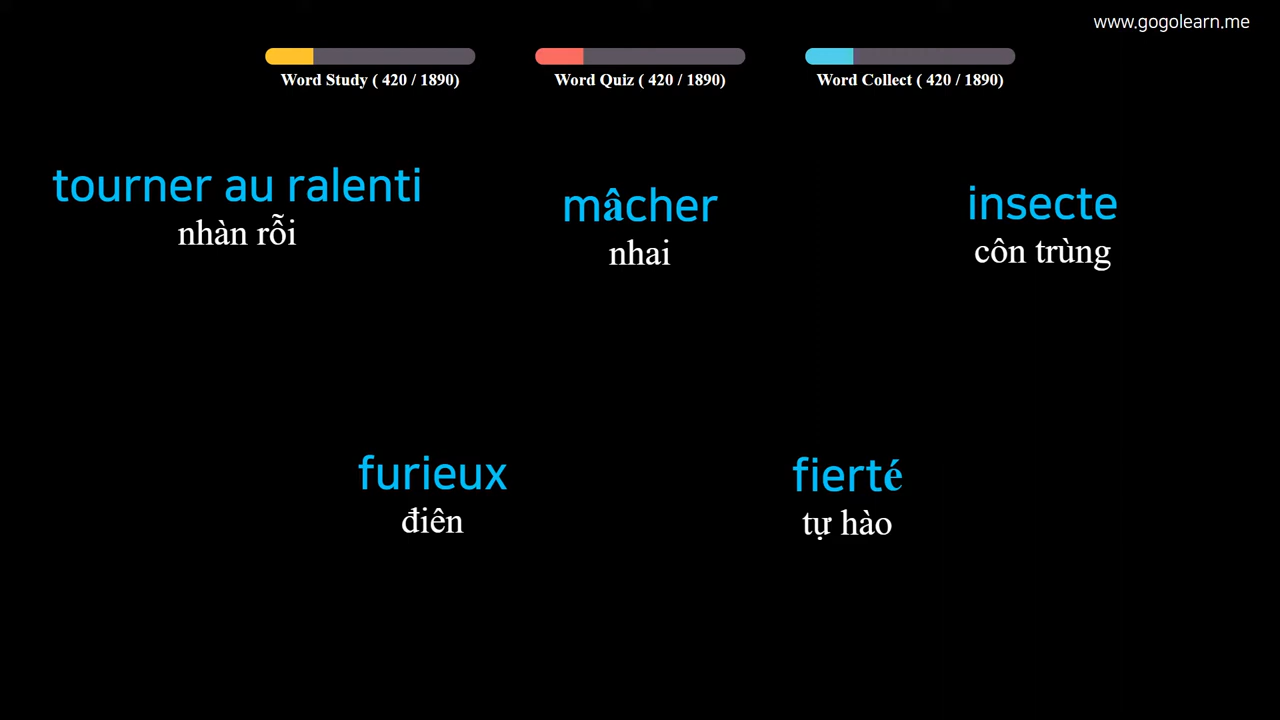 www.gogolearn.me
Word Study ( 420 / 1890)
Word Quiz ( 420 / 1890)
Word Collect ( 420 / 1890)
tourner au ralenti
nhàn rỗi
mâcher
nhai
insecte
côn trùng
furieux
điên
fierté
tự hào